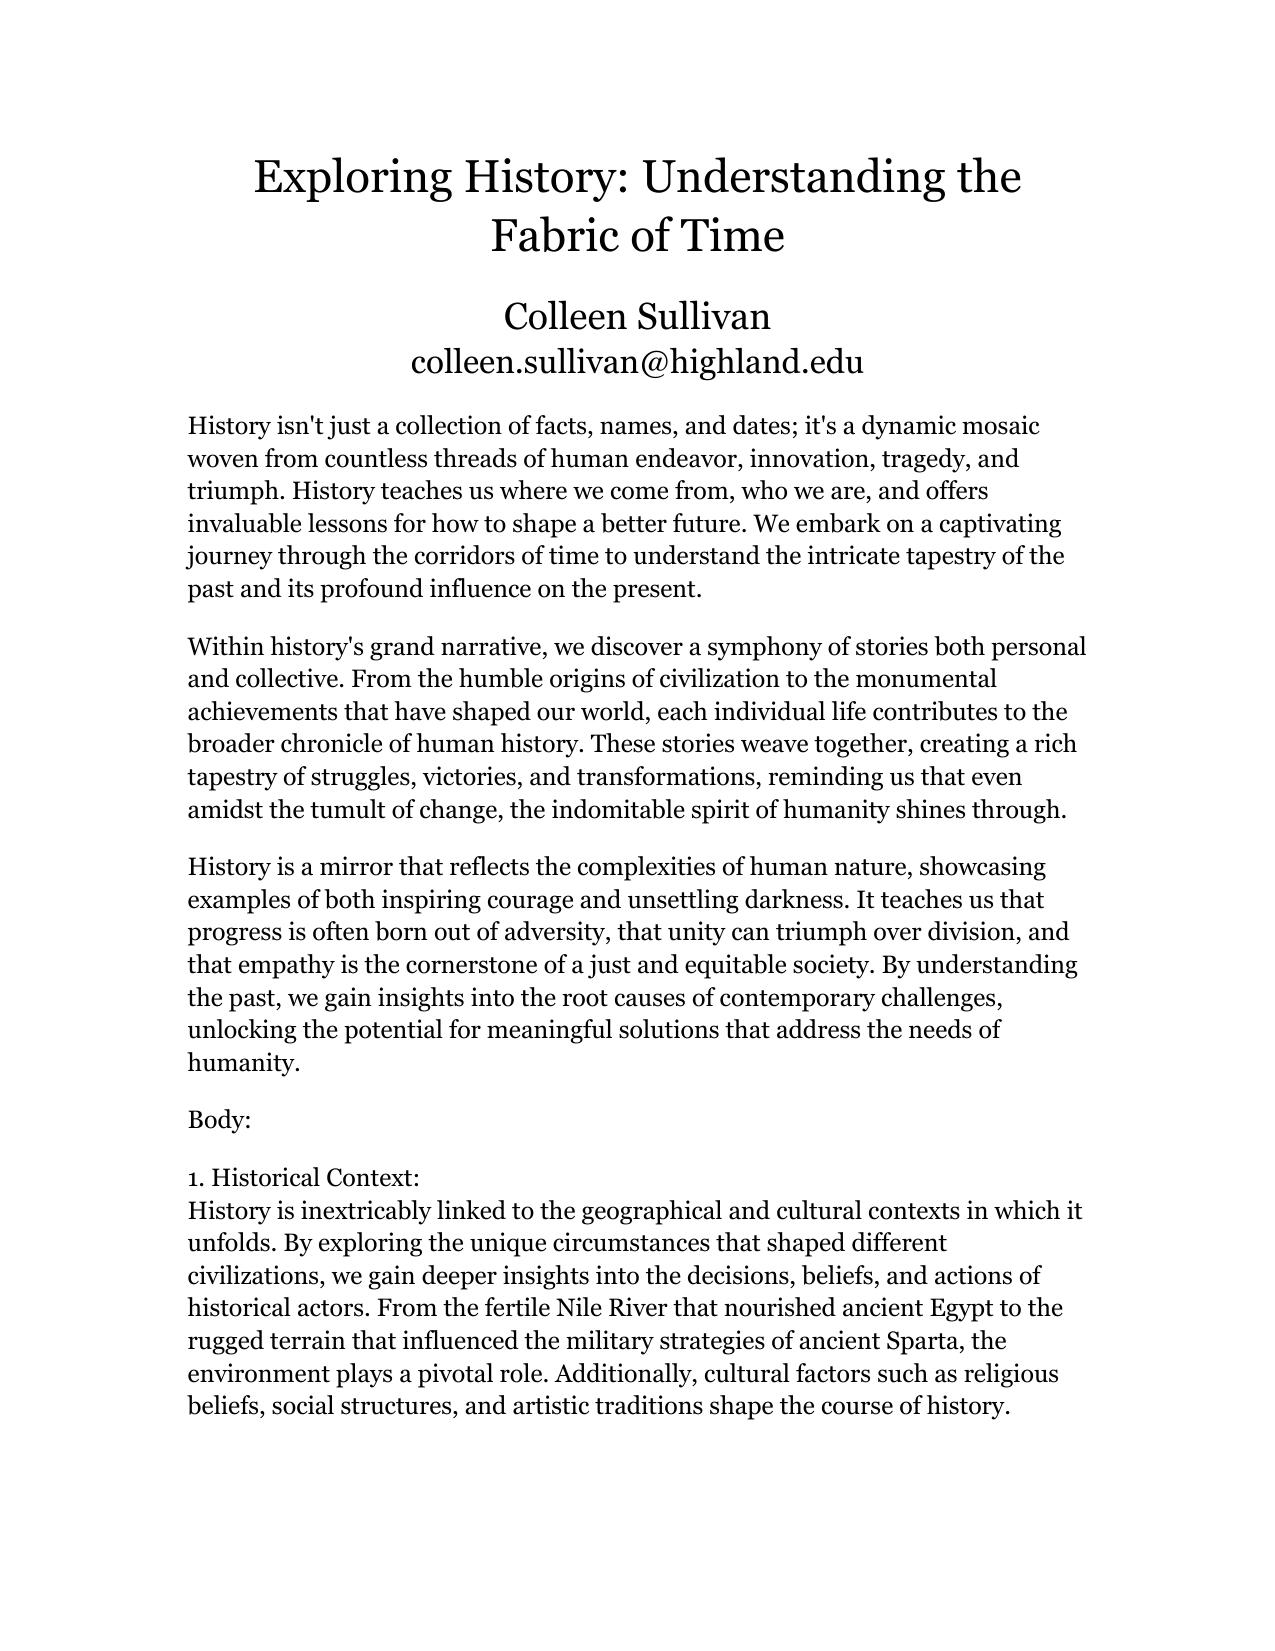 Exploring History: Understanding the
Fabric of Time
Colleen Sullivan
colleen.sullivan@highland.edu
History isn't just a collection of facts, names, and dates; it's a dynamic mosaic
woven from countless threads of human endeavor, innovation, tragedy, and
triumph. History teaches us where we come from, who we are, and offers
invaluable lessons for how to shape a better future. We embark on a captivating
journey through the corridors of time to understand the intricate tapestry of the
past and its profound influence on the present.
Within history's grand narrative, we discover a symphony of stories both personal
and collective. From the humble origins of civilization to the monumental
achievements that have shaped our world, each individual life contributes to the
broader chronicle of human history. These stories weave together, creating a rich
tapestry of struggles, victories, and transformations, reminding us that even
amidst the tumult of change, the indomitable spirit of humanity shines through.
History is a mirror that reflects the complexities of human nature, showcasing
examples of both inspiring courage and unsettling darkness. It teaches us that
progress is often born out of adversity, that unity can triumph over division, and
that empathy is the cornerstone of a just and equitable society. By understanding
the past, we gain insights into the root causes of contemporary challenges,
unlocking the potential for meaningful solutions that address the needs of
humanity.
Body:
1. Historical Context:
History is inextricably linked to the geographical and cultural contexts in which it
unfolds. By exploring the unique circumstances that shaped different
civilizations, we gain deeper insights into the decisions, beliefs, and actions of
historical actors. From the fertile Nile River that nourished ancient Egypt to the
rugged terrain that influenced the military strategies of ancient Sparta, the
environment plays a pivotal role. Additionally, cultural factors such as religious
beliefs, social structures, and artistic traditions shape the course of history.